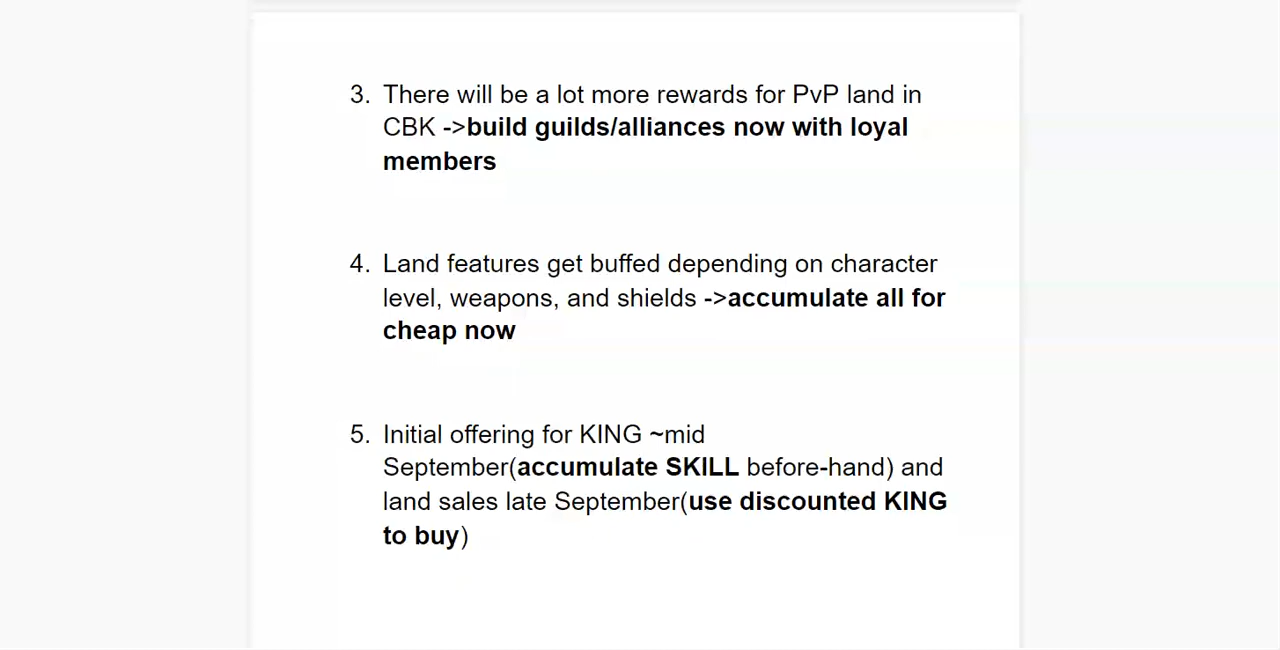 3. There will be a lot more rewards for PvP land in
CBK ->build guilds/alliances now with loyal
members
4. Land features get buffed depending on character
level, weapons, and shields ->accumulate all for
cheap now
5. Initial offering for KING ~mid
September(accumulate SKILL before-hand) and
land sales late September(use discounted KING
to buy)